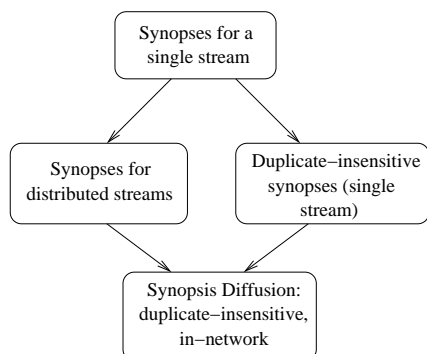 Synopses for a
single stream
Synopses for
distributed streams
Duplicate−insensitive
synopses (single
stream)
Synopsis Diffusion:
duplicate−insensitive,
in−network